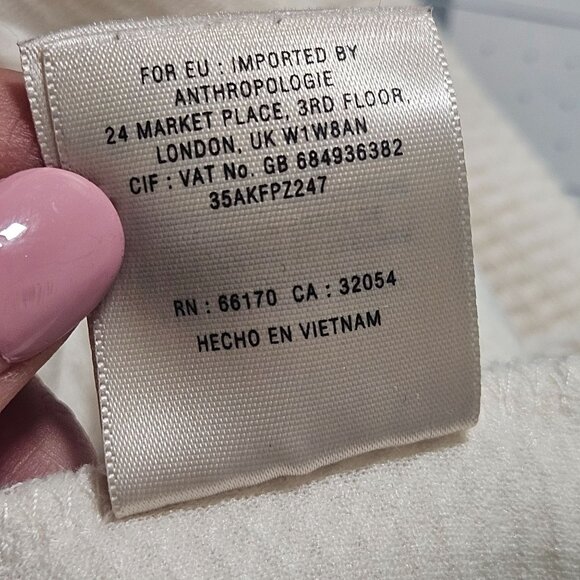 FOR EU : IMPORTED BY
ANTHROPOLOGIE
24 MARKET PLACE, 3RD FLOOR,
LONDON, UK W1W8AN
CIF : VAT No. GB 684936382
35AKFPZ247
RN : 66170 CA : 32054
HECHO EN VIETNAM